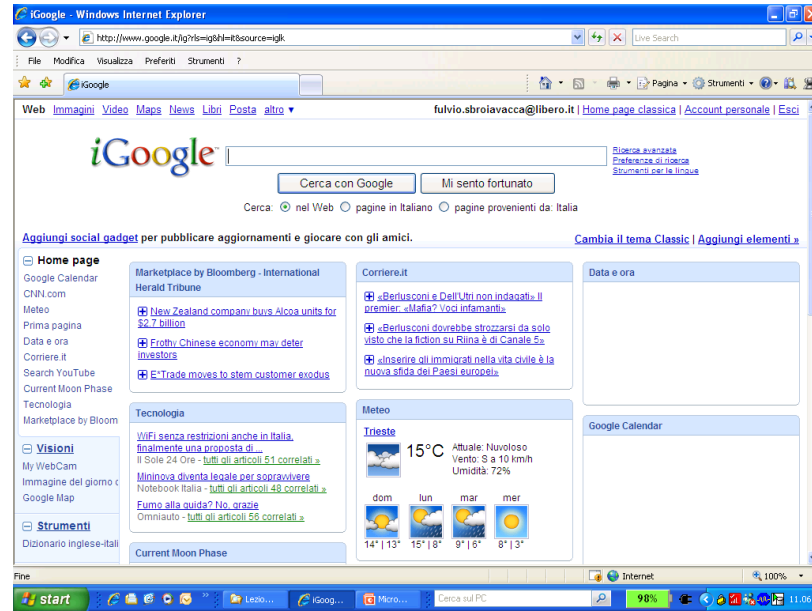 iGoogle - Windows Internet Explorer
http://www.google.it/ig?rls=ig&hl=it&source=iglk
Live Search
File Modifica Visualizza Preferiti Strumenti ?
iGoogle
Pagina Strumenti
Web Immagini Video Maps News Libri Posta altro ▼
fulvio.sbroiavacca@libero.it | Home page classica | Account personale | Esci
iGoogle
Ricerca avanzata
Preferenze di ricerca
Strumenti per le lingue
Cerca con Google Mi sento fortunato
Cerca: nel Web pagine in Italiano pagine provenienti da: Italia
Aggiungi social gadget per pubblicare aggiornamenti e giocare con gli amici.
Cambia il tema Classic | Aggiungi elementi »
Home page
Google Calendar
CNN.com
Meteo
Prima pagina
Data e ora
Corriere.it
Search YouTube
Current Moon Phase
Tecnologia
Marketplace by Bloom
Visioni
My WebCam
Immagine del giorno
Google Map
Strumenti
Dizionario inglese-itali
Marketplace by Bloomberg - International
Herald Tribune
New Zealand company buys Alcoa units for
$2.7 billion
Frothy Chinese economy may deter
investors
E*Trade moves to stem customer exodus
Tecnologia
WiFi senza restrizioni anche in Italia,
finalmente una proposta di ...
Il Sole 24 Ore - tutti gli articoli 51 correlati »
Mininova diventa legale per sopravvivere
Notebook Italia - tutti gli articoli 48 correlati »
Fumo alla guida? No, grazie
Omniauto - tutti gli articoli 56 correlati »
Current Moon Phase
Corriere.it
«Berlusconi e Dell'Utri non indagati» Il
premier: «Mafia? Voci infamanti»
«Berlusconi dovrebbe strozzarsi da solo
visto che la fiction su Riina è di Canale 5»
«Inserire gli immigrati nella vita civile è la
nuova sfida dei Paesi europei»
Meteo
Trieste
15°C
Attuale: Nuvoloso
Vento: S a 10 km/h
Umidità: 72%
dom lun mar mer
14° | 13° 15° | 8° 9° | 6° 8° | 3°
Data e ora
Google Calendar
Fine
Internet
100%
start
Lezio...
iGoog...
Micro...
Cerca sul PC
98%
11.06